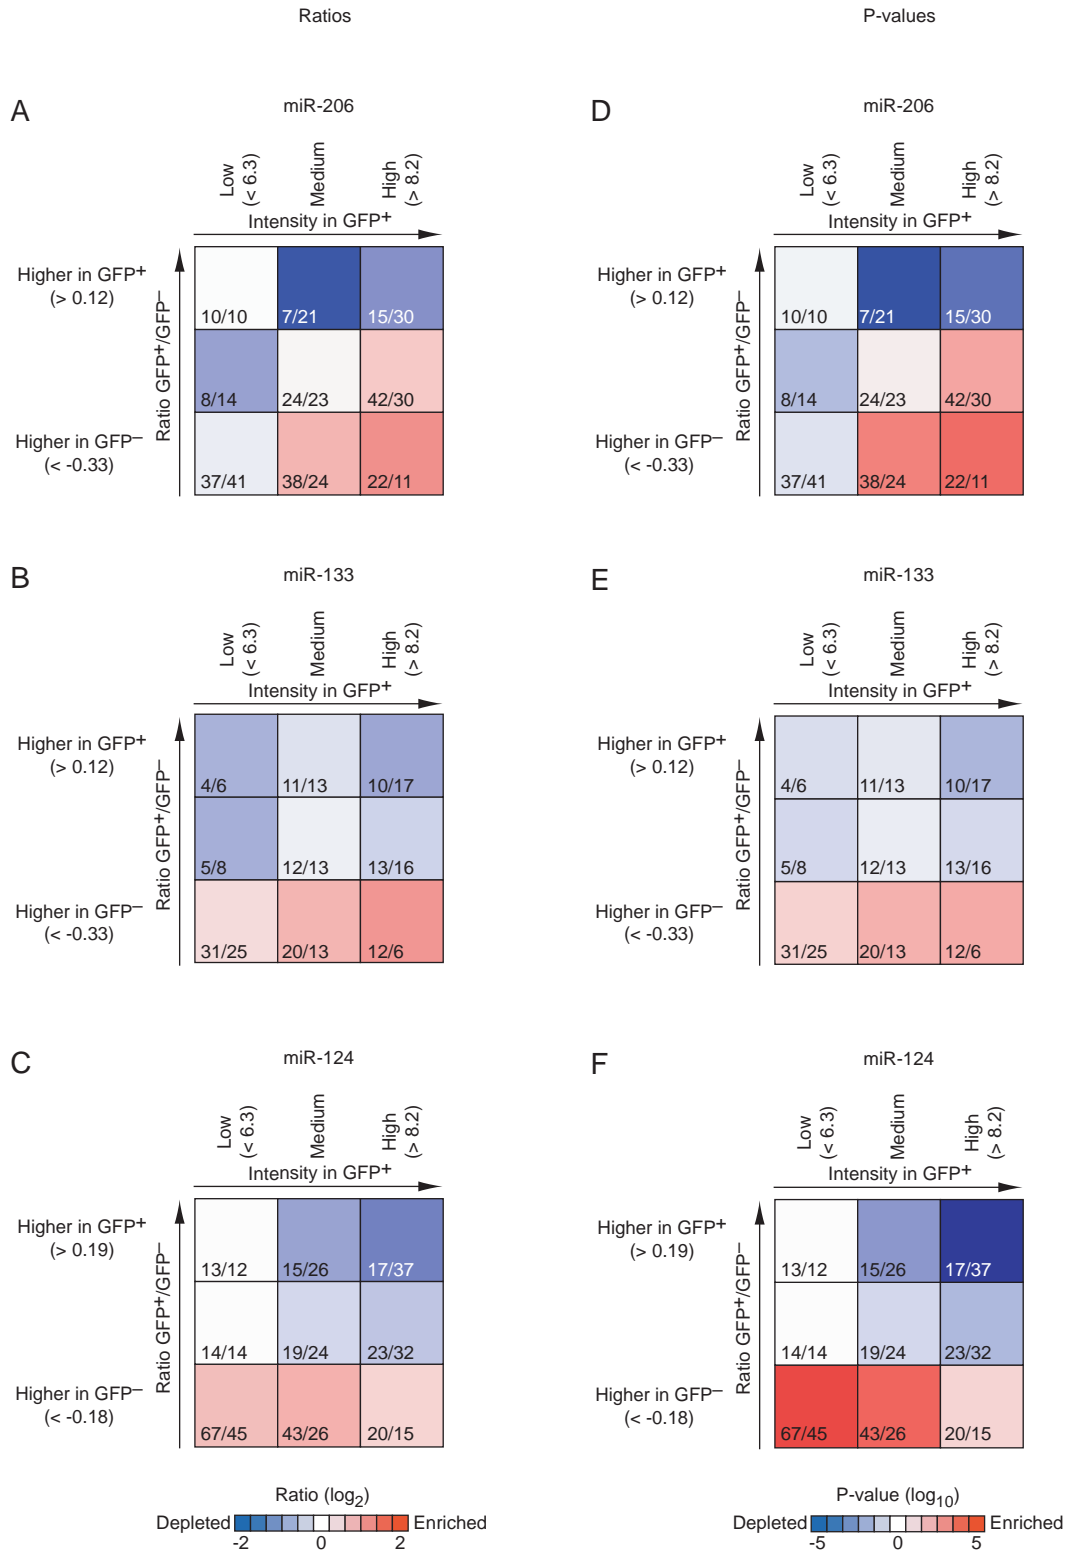 Ratios
P-values
A
miR-206
Low
(< 6.3)
Medium
High
(> 8.2)
Intensity in GFP+
Higher in GFP+
(> 0.12)
Higher in GFP–
(< -0.33)
Ratio GFP+/GFP–
10/10 7/21 15/30
8/14 24/23 42/30
37/41 38/24 22/11
D
miR-206
Low
(< 6.3)
Medium
High
(> 8.2)
Intensity in GFP+
Higher in GFP+
(> 0.12)
Higher in GFP–
(< -0.33)
Ratio GFP+/GFP–
10/10 7/21 15/30
8/14 24/23 42/30
37/41 38/24 22/11
B
miR-133
Low
(< 6.3)
Medium
High
(> 8.2)
Intensity in GFP+
Higher in GFP+
(> 0.12)
Higher in GFP–
(< -0.33)
Ratio GFP+/GFP–
4/6 11/13 10/17
5/8 12/13 13/16
31/25 20/13 12/6
E
miR-133
Low
(< 6.3)
Medium
High
(> 8.2)
Intensity in GFP+
Higher in GFP+
(> 0.12)
Higher in GFP–
(< -0.33)
Ratio GFP+/GFP–
4/6 11/13 10/17
5/8 12/13 13/16
31/25 20/13 12/6
C
miR-124
Low
(< 6.3)
Medium
High
(> 8.2)
Intensity in GFP+
Higher in GFP+
(> 0.19)
Higher in GFP–
(< -0.18)
Ratio GFP+/GFP–
13/12 15/26 17/37
14/14 19/24 23/32
67/45 43/26 20/15
F
miR-124
Low
(< 6.3)
Medium
High
(> 8.2)
Intensity in GFP+
Higher in GFP+
(> 0.19)
Higher in GFP–
(< -0.18)
Ratio GFP+/GFP–
13/12 15/26 17/37
14/14 19/24 23/32
67/45 43/26 20/15
Ratio (log2)
Depleted Enriched
-2 0 2
P-value (log10)
Depleted Enriched
-5 0 5